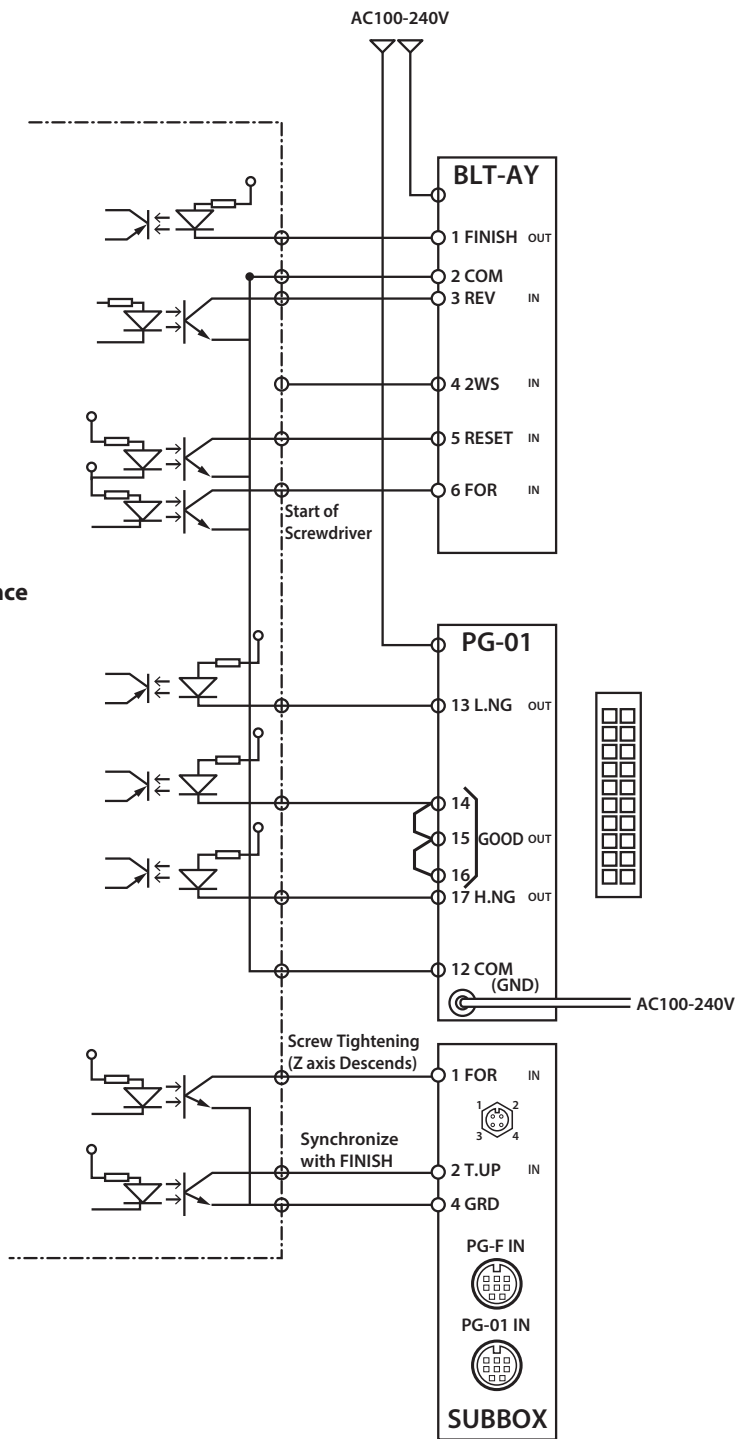 AC100-240V
BLT-AY
1 FINISH OUT
2 COM
3 REV IN
4 2WS IN
5 RESET IN
6 FOR IN
Start of
Screwdriver
PG-01
13 L.NG OUT
14
15 GOOD OUT
16
17 H.NG OUT
12 COM
(GND)
AC100-240V
Screw Tightening
(Z axis Descends)
1 FOR IN
1 2
3 4
Synchronize
with FINISH
2 T.UP IN
4 GRD
PG-F IN
PG-01 IN
SUBBOX